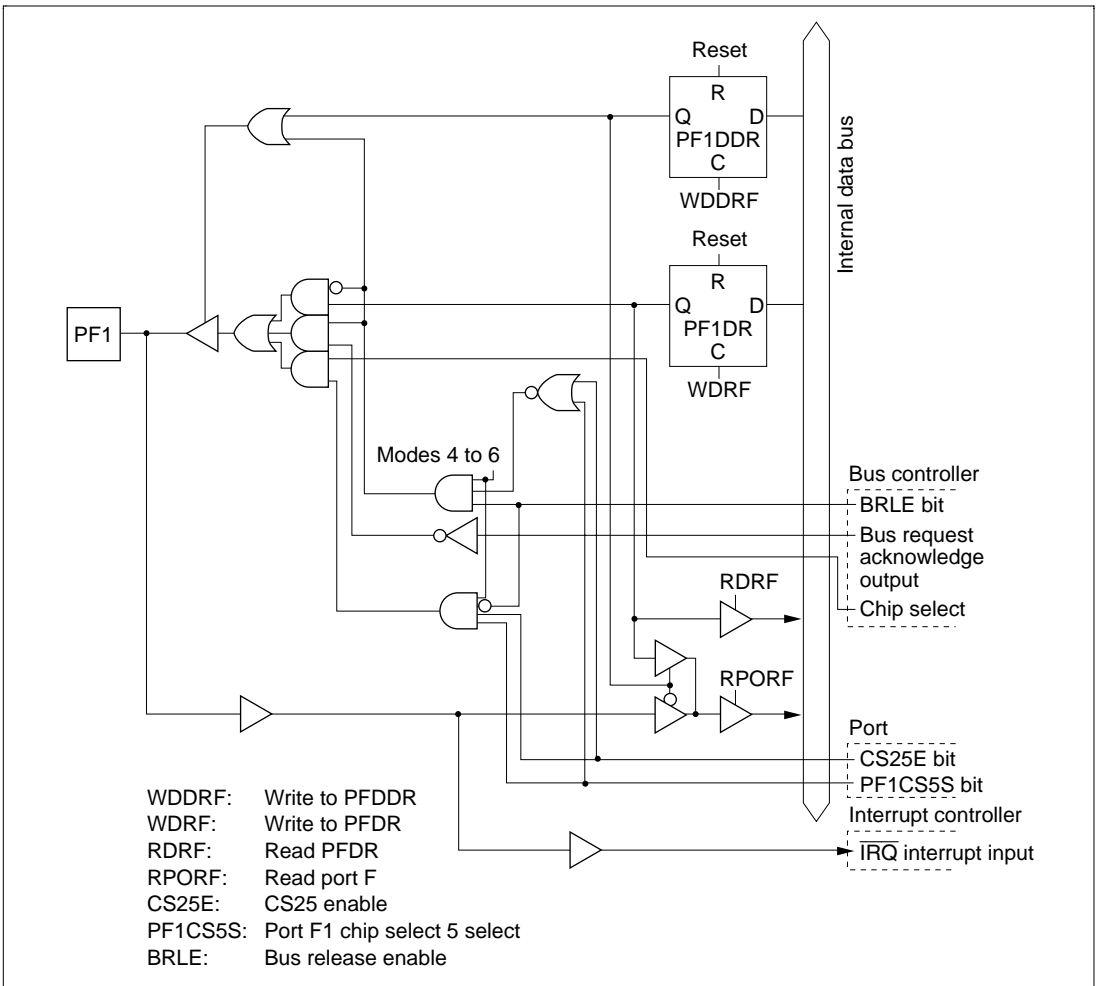 Reset
R
Q D
PF1DDR
C
WDDRF
Internal data bus
Reset
R
Q D
PF1DR
C
WDRF
PF1
Modes 4 to 6
Bus controller
BRLE bit
Bus request
acknowledge
output
Chip select
RDRF
RPORF
Port
CS25E bit
PF1CS5S bit
Interrupt controller
IRQ interrupt input
WDDRF: Write to PFDDR
WDRF: Write to PFDR
RDRF: Read PFDR
RPORF: Read port F
CS25E: CS25 enable
PF1CS5S: Port F1 chip select 5 select
BRLE: Bus release enable